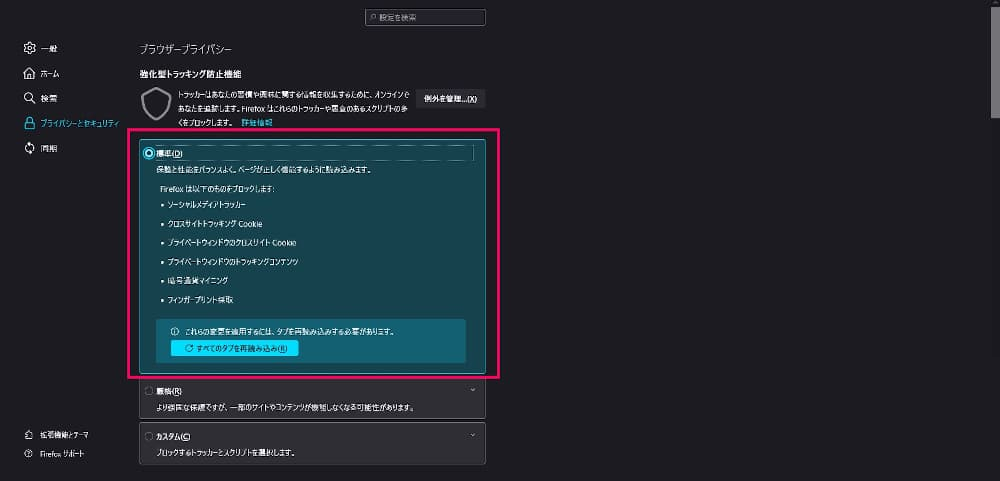 設定を検索
一般
ホーム
検索
プライバシーとセキュリティ
同期
拡張機能とテーマ
Firefox サポート
ブラウザープライバシー
強化型トラッキング防止機能
トラッカーはあなたの習慣や興味に関する情報を収集するために、オンラインで
あなたを追跡します。Firefox はこれらのトラッカーや悪意のあるスクリプトの多
くをブロックします。 詳細情報
例外を管理...(X)
標準(D)
保護と性能をバランスよく。ページが正しく機能するように読み込みます。
Firefox は以下のものをブロックします:
• ソーシャルメディアトラッカー
• クロスサイトトラッキング Cookie
• プライベートウィンドウのクロスサイト Cookie
• プライベートウィンドウのトラッキングコンテンツ
• 暗号通貨マイニング
• フィンガープリント採取
これらの変更を適用するには、タブを再読み込みする必要があります。
すべてのタブを再読み込み(R)
厳格(R)
より強固な保護ですが、一部のサイトやコンテンツが機能しなくなる可能性があります。
カスタム(C)
ブロックするトラッカーとスクリプトを選択します。